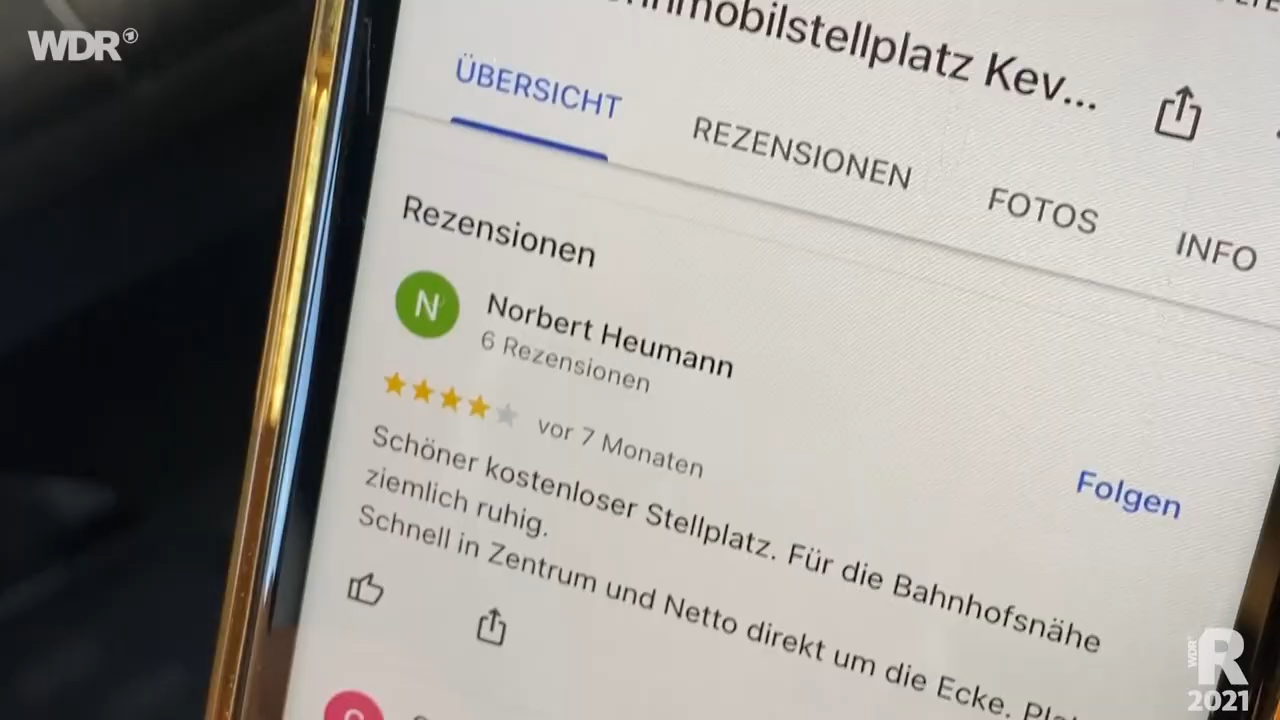 WDR
mobilstellplatz Kev...
ÜBERSICHT
REZENSIONEN
FOTOS
INFO
Rezensionen
N
Norbert Heumann
6 Rezensionen
vor 7 Monaten
Folgen
Schöner kostenloser Stellplatz. Für die Bahnhofsnähe
ziemlich ruhig.
Schnell in Zentrum und Netto direkt um die Ecke.
WDR
R
2021